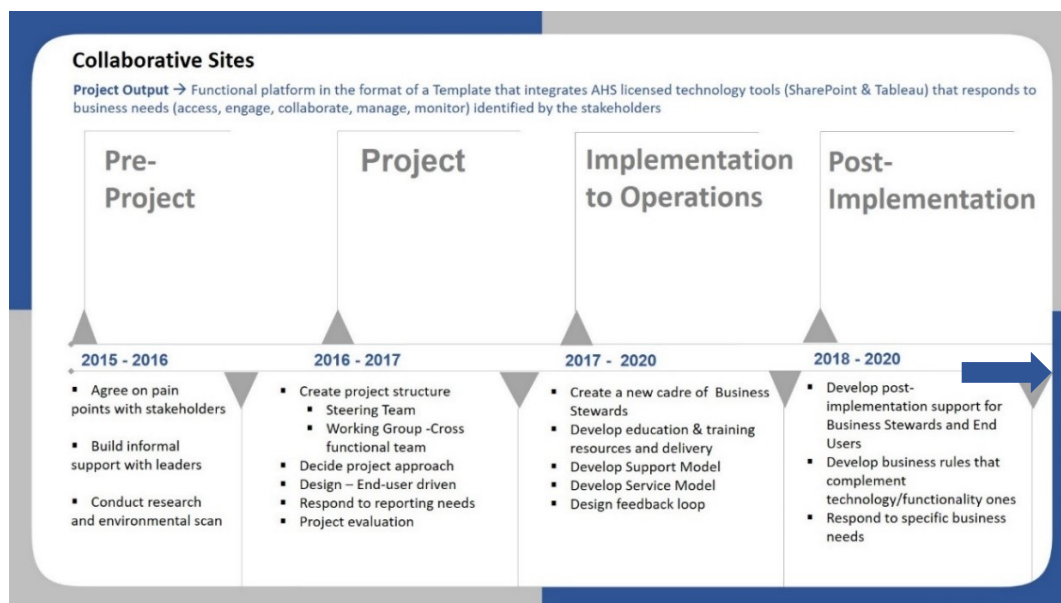 Collaborative Sites
Project Output → Functional platform in the format of a Template that integrates AHS licensed technology tools (SharePoint & Tableau) that responds to
business needs (access, engage, collaborate, manage, monitor) identified by the stakeholders
Pre-
Project
Project
Implementation
to Operations
Post-
Implementation
2015 - 2016
▪ Agree on pain
points with stakeholders
▪ Build informal
support with leaders
▪ Conduct research
and environmental scan
2016 - 2017
▪ Create project structure
▪ Steering Team
▪ Working Group -Cross
functional team
▪ Decide project approach
▪ Design – End-user driven
▪ Respond to reporting needs
▪ Project evaluation
2017 - 2020
▪ Create a new cadre of Business
Stewards
▪ Develop education & training
resources and delivery
▪ Develop Support Model
▪ Develop Service Model
▪ Design feedback loop
2018 - 2020
▪ Develop post-
implementation support for
Business Stewards and End
Users
▪ Develop business rules that
complement
technology/functionality ones
▪ Respond to specific business
needs